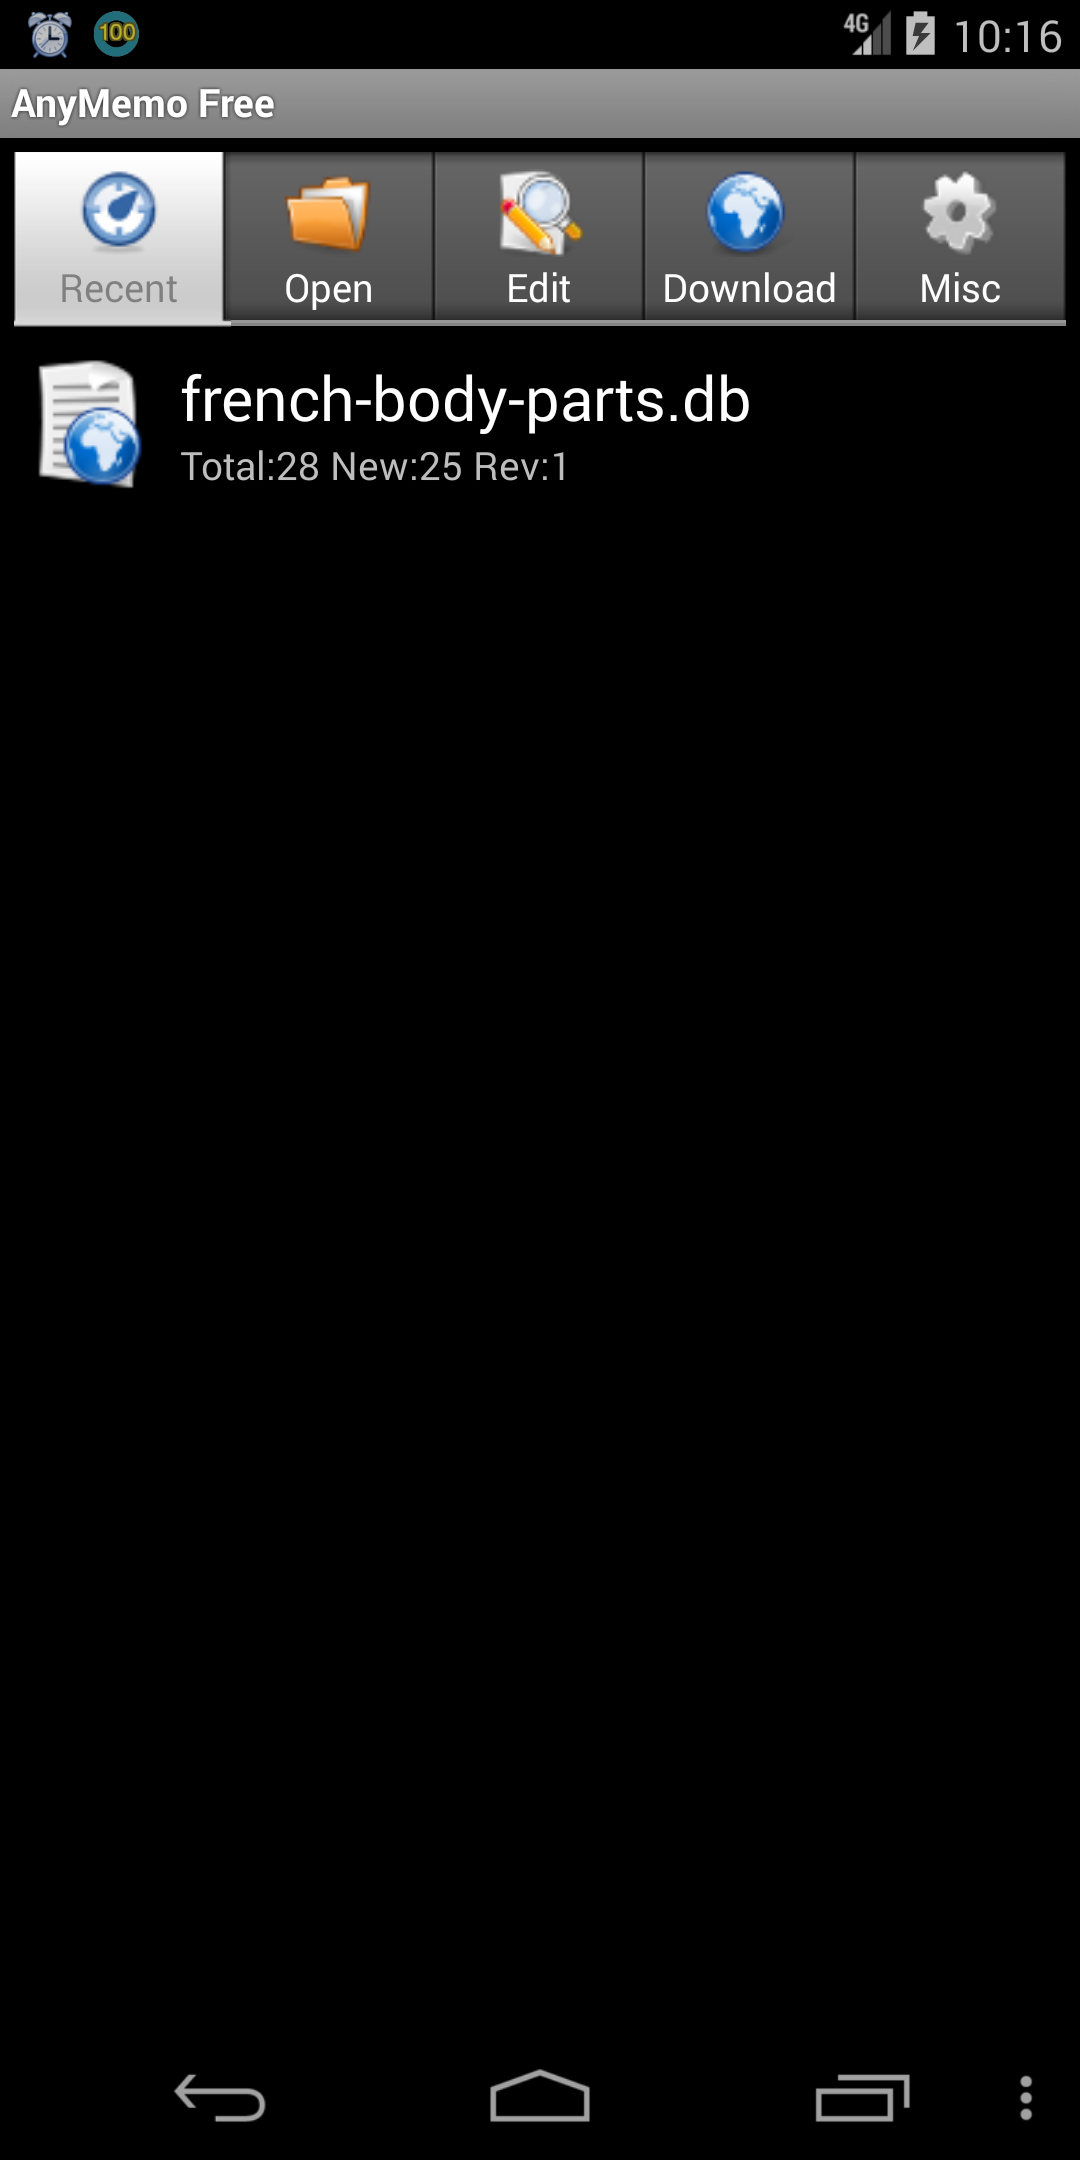 100
4G
10:16
AnyMemo Free
Recent
Open
Edit
Download
Misc
french-body-parts.db
Total:28 New:25 Rev:1